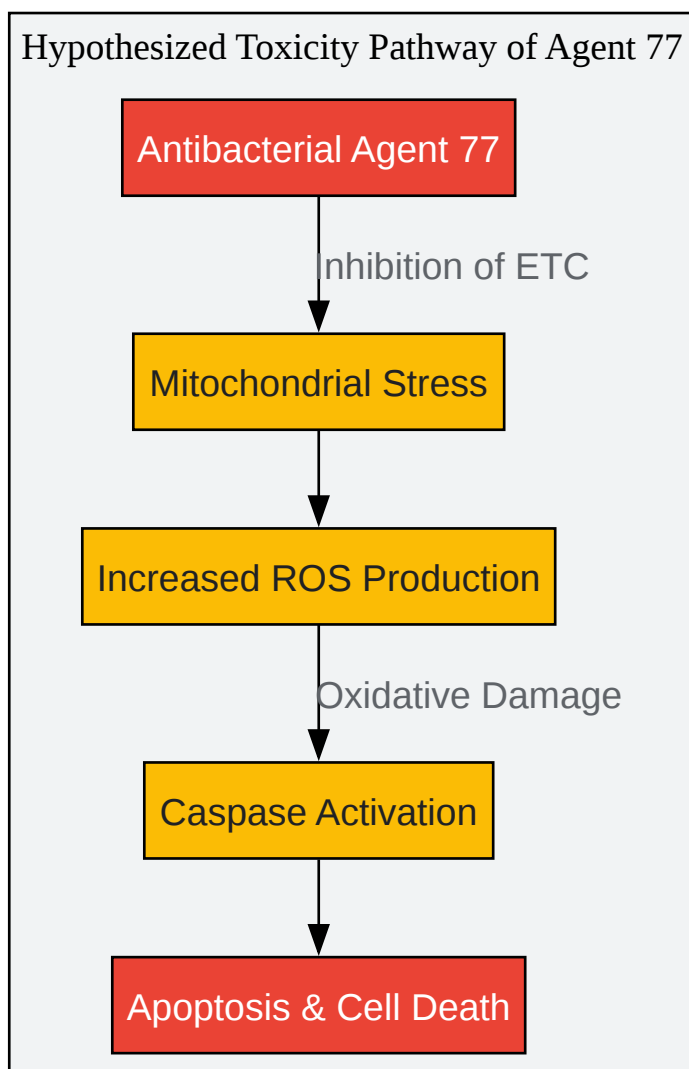 Hypothesized Toxicity Pathway of Agent 77
Antibacterial Agent 77
Inhibition of ETC
Mitochondrial Stress
Increased ROS Production
Oxidative Damage
Caspase Activation
Apoptosis & Cell Death